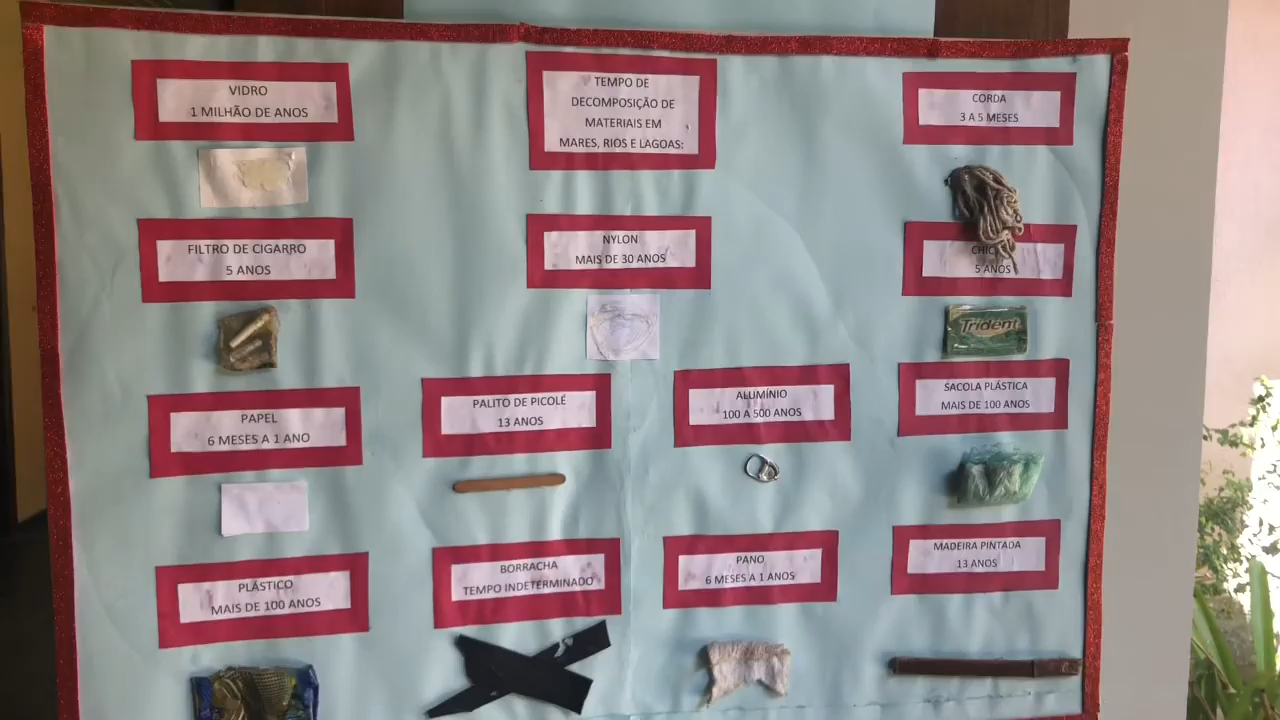 VIDRO
1 MILHÃO DE ANOS
TEMPO DE
DECOMPOSIÇÃO DE
MATERIAIS EM
MARES, RIOS E LAGOAS:
CORDA
3 A 5 MESES
FILTRO DE CIGARRO
5 ANOS
NYLON
MAIS DE 30 ANOS
5 ANOS
Trident
PAPEL
6 MESES A 1 ANO
PALITO DE PICOLÉ
13 ANOS
ALUMÍNIO
100 A 500 ANOS
SACOLA PLÁSTICA
MAIS DE 100 ANOS
PLÁSTICO
MAIS DE 100 ANOS
BORRACHA
TEMPO INDETERMINADO
PANO
6 MESES A 1 ANOS
MADEIRA PINTADA
13 ANOS